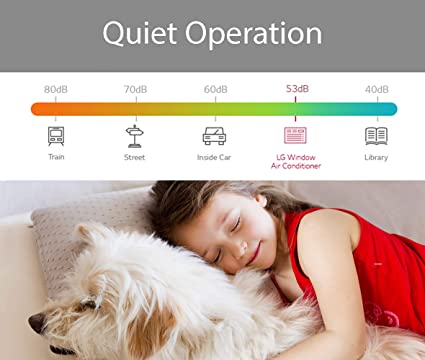 Quiet Operation
80dB 70dB 60dB 53dB 40dB
Train Street Inside Car LG Window Library
Air Conditioner